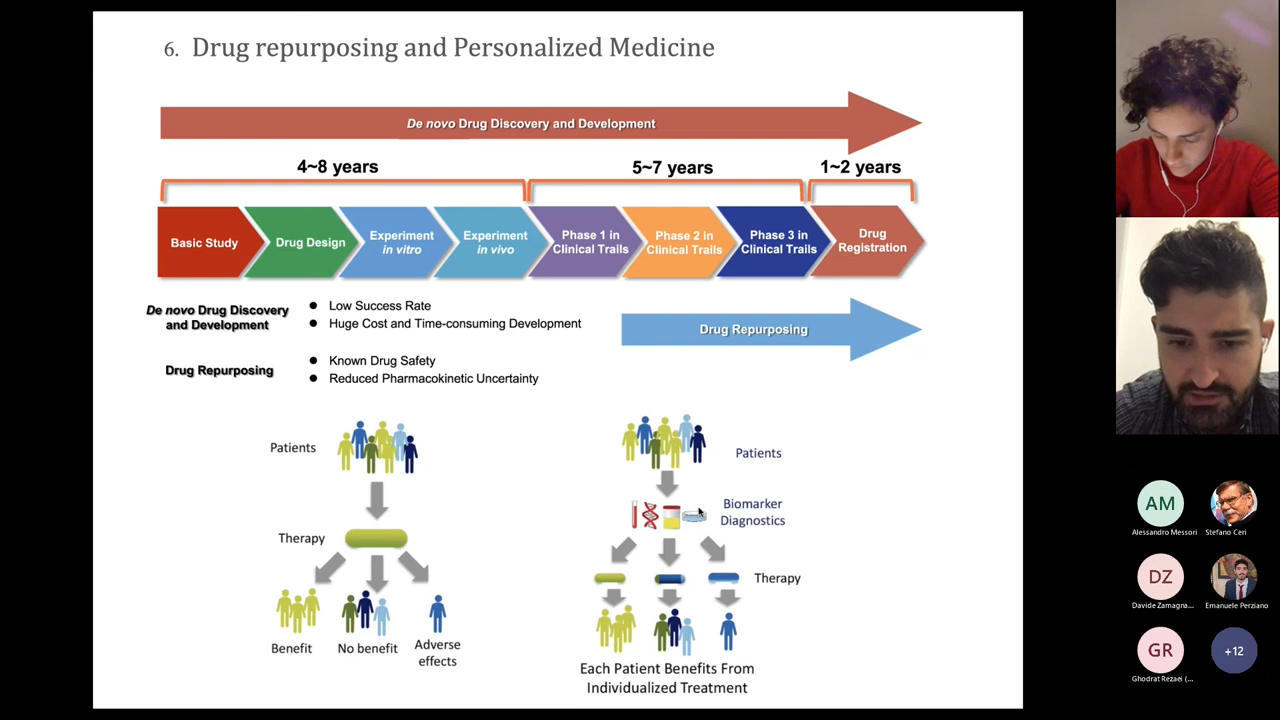 6. Drug repurposing and Personalized Medicine
De novo Drug Discovery and Development
4~8 years
5~7 years
1~2 years
Basic Study
Drug Design
Experiment
in vitro
Experiment
in vivo
Phase 1 in
Clinical Trails
Phase 2 in
Clinical Trails
Phase 3 in
Clinical Trails
Drug
Registration
De novo Drug Discovery
and Development
● Low Success Rate
● Huge Cost and Time-consuming Development
Drug Repurposing
Drug Repurposing
● Known Drug Safety
● Reduced Pharmacokinetic Uncertainty
Patients
Therapy
Benefit
No benefit
Adverse
effects
Patients
Biomarker
Diagnostics
Therapy
Each Patient Benefits From
Individualized Treatment
AM
Alessandro Messori
Stefano Ceri
DZ
Davide Zamagna...
Emanuele Perziano
GR
Ghodrat Rezaei (...
+12